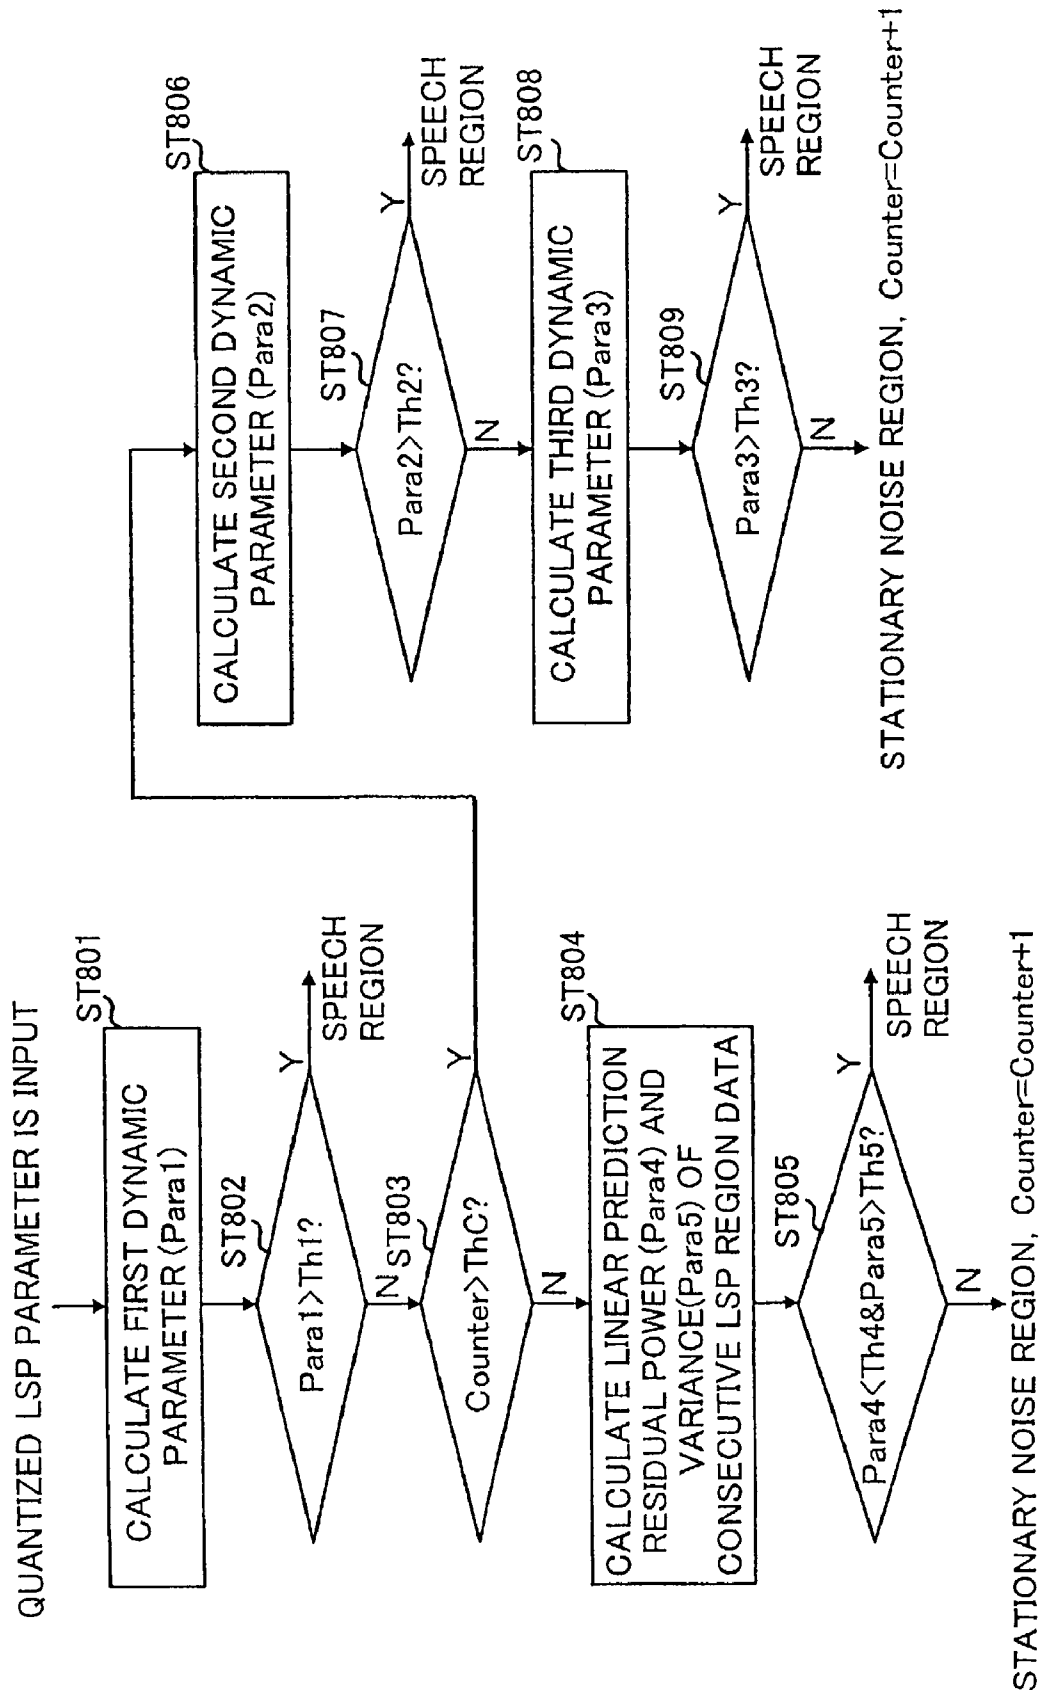 QUANTIZED LSP PARAMETER IS INPUT
ST801
CALCULATE FIRST DYNAMIC
PARAMETER (Para1)
ST802
Para1>Th1?
Y
SPEECH
REGION
N
ST803
Counter>ThC?
Y
N
ST804
CALCULATE LINEAR PREDICTION
RESIDUAL POWER (Para4) AND
VARIANCE(Para5) OF
CONSECUTIVE LSP REGION DATA
ST805
Para4<Th4&Para5>Th5?
Y
SPEECH
REGION
N
STATIONARY NOISE REGION, Counter=Counter+1
ST806
CALCULATE SECOND DYNAMIC
PARAMETER (Para2)
ST807
Para2>Th2?
Y
SPEECH
REGION
N
ST808
CALCULATE THIRD DYNAMIC
PARAMETER (Para3)
ST809
Para3>Th3?
Y
SPEECH
REGION
N
STATIONARY NOISE REGION, Counter=Counter+1